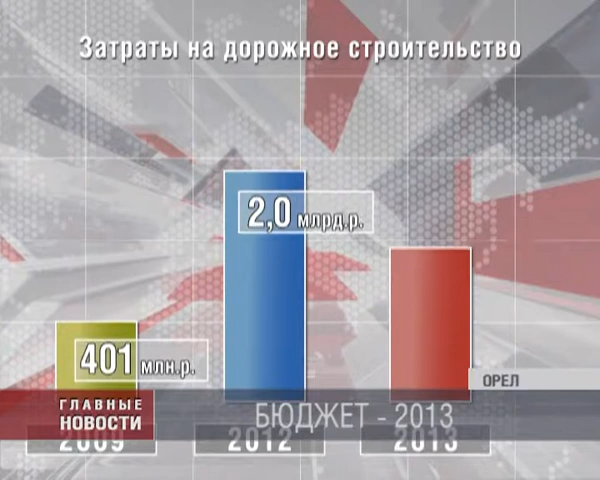 Затраты на дорожное строительство
2,0 млрд.р.
401 млн.р.
ОРЕЛ
ГЛАВНЫЕ
НОВОСТИ
БЮДЖЕТ - 2013
2009
2012
2013